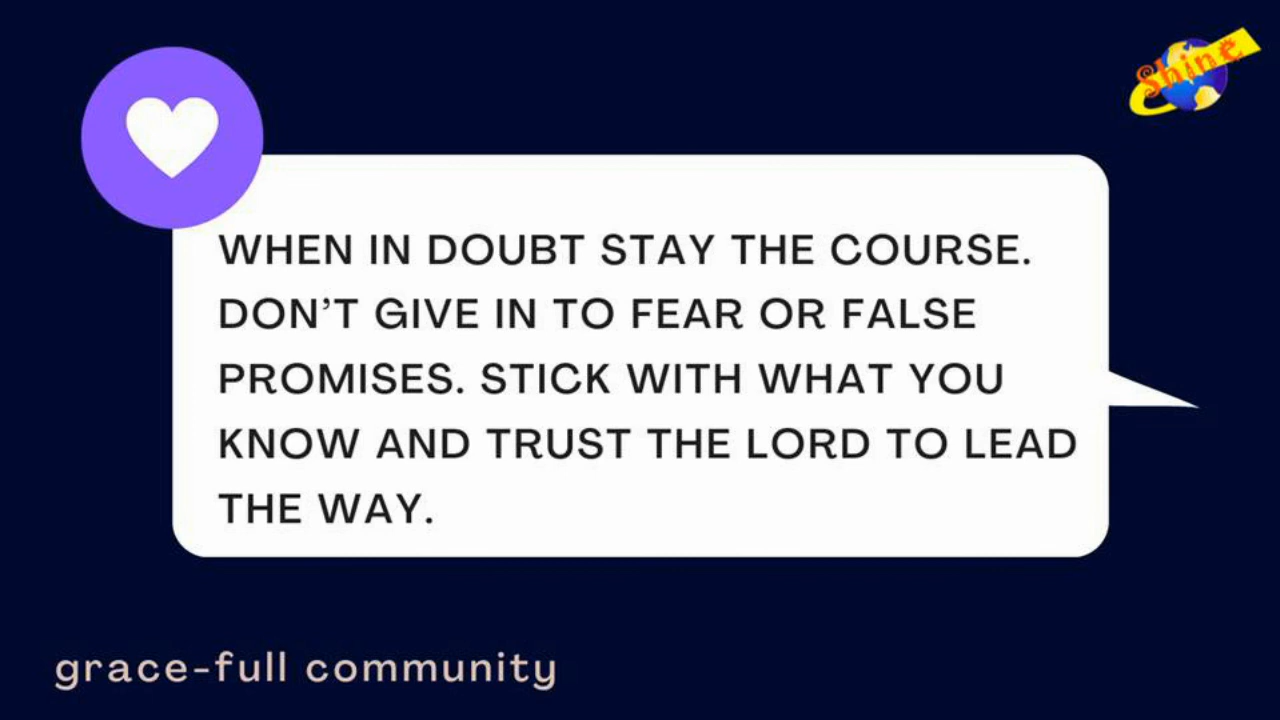 Shine
WHEN IN DOUBT STAY THE COURSE.
DON’T GIVE IN TO FEAR OR FALSE
PROMISES. STICK WITH WHAT YOU
KNOW AND TRUST THE LORD TO LEAD
THE WAY.
grace-full community